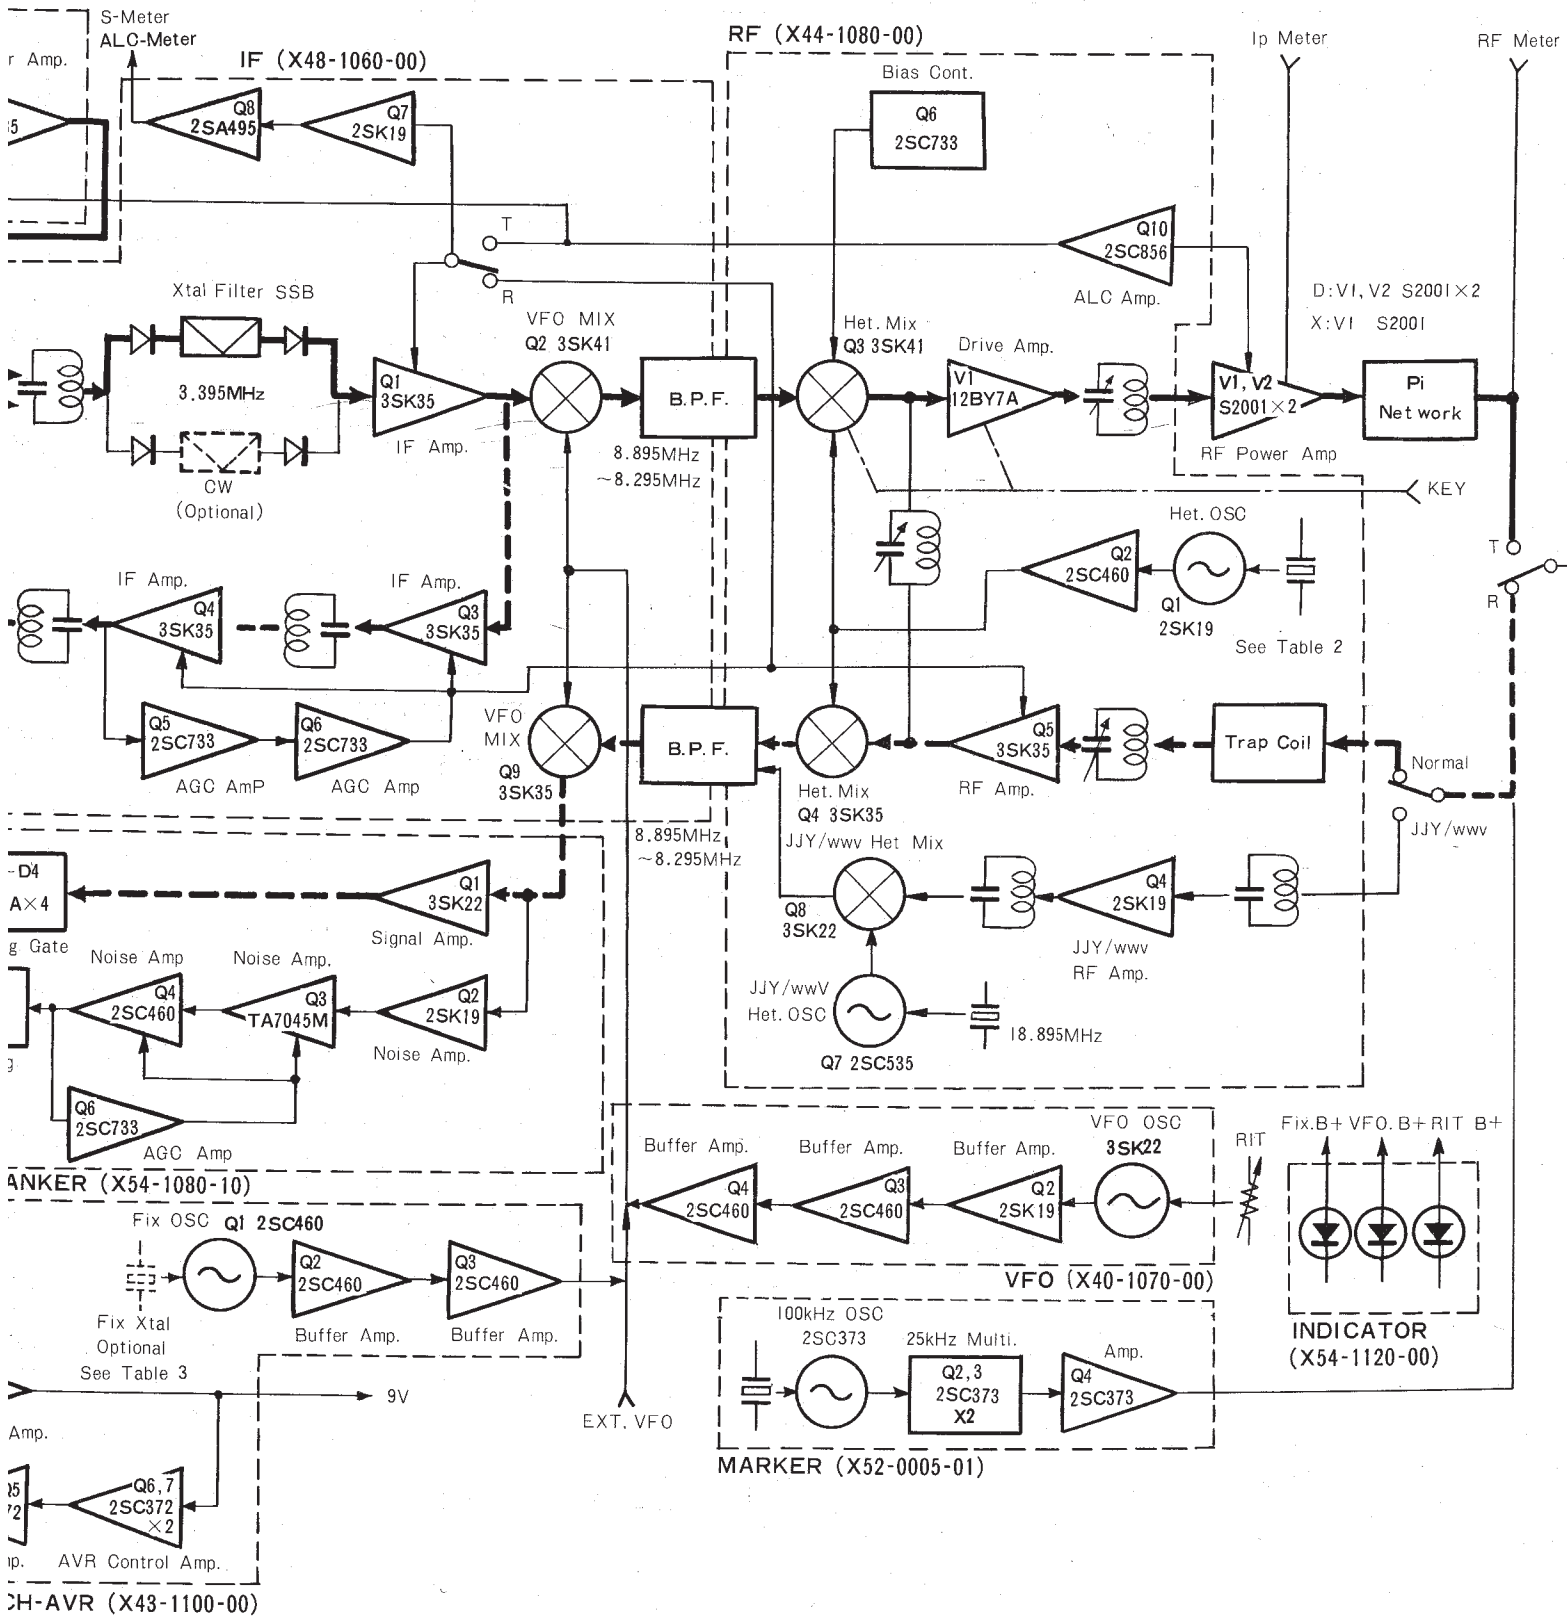 S-Meter
ALC-Meter
r Amp.
IF (X48-1060-00)
RF (X44-1080-00)
Ip Meter
RF Meter
Bias Cont.
Q6
2SC733
Q8
2SA495
Q7
2SK19
T
R
Q10
2SC856
ALC Amp.
D:V1, V2 S2001×2
X:V1 S2001
Xtal Filter SSB
3.395MHz
CW
(Optional)
Q1
3SK35
IF Amp.
VFO MIX
Q2 3SK41
B.P.F.
8.895MHz
~8.295MHz
Het. Mix
Q3 3SK41
Drive Amp.
V1
12BY7A
V1, V2
S2001×2
RF Power Amp
Pi
Network
KEY
Het. OSC
Q2
2SC460
Q1
2SK19
See Table 2
T
R
IF Amp.
Q4
3SK35
IF Amp.
Q3
3SK35
Q5
2SC733
AGC AmP
Q6
2SC733
AGC Amp
VFO
MIX
Q9
3SK35
B.P.F.
8.895MHz
~8.295MHz
Het. Mix
Q4 3SK35
Q5
3SK35
RF Amp.
Trap Coil
Normal
JJY/wwv
JJY/wwv Het Mix
Q8
3SK22
Q4
2SK19
JJY/wwv
RF Amp.
JJY/wwV
Het. OSC
Q7 2SC535
18.895MHz
-D4
A×4
g Gate
Q1
3SK22
Signal Amp.
Noise Amp
Q4
2SC460
Noise Amp.
Q3
TA7045M
Q2
2SK19
Noise Amp.
g
Q6
2SC733
AGC Amp
ANKER (X54-1080-10)
Buffer Amp.
Q4
2SC460
Buffer Amp.
Q3
2SC460
Buffer Amp.
Q2
2SK19
VFO OSC
3SK22
RIT
VFO (X40-1070-00)
Fix.B+ VFO. B+ RIT B+
INDICATOR
(X54-1120-00)
Fix OSC Q1 2SC460
Q2
2SC460
Q3
2SC460
Buffer Amp.
Buffer Amp.
Fix Xtal
Optional
See Table 3
9V
EXT. VFO
100kHz OSC
2SC373
25kHz Multi.
Q2,3
2SC373
X2
Amp.
Q4
2SC373
MARKER (X52-0005-01)
Amp.
Q6,7
2SC372
×2
AVR Control Amp.
CH-AVR (X43-1100-00)